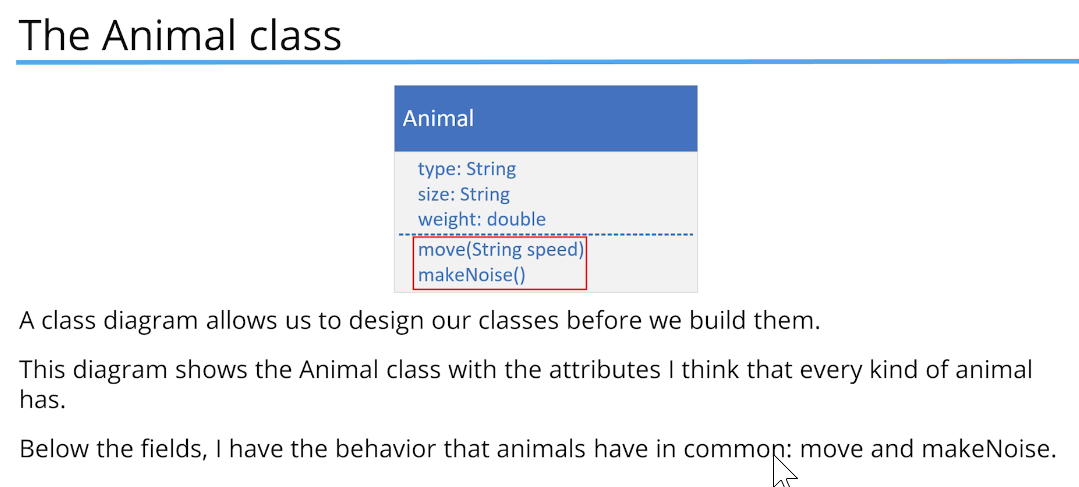 The Animal class
Animal
type: String
size: String
weight: double
move(String speed)
makeNoise()
A class diagram allows us to design our classes before we build them.
This diagram shows the Animal class with the attributes I think that every kind of animal
has.
Below the fields, I have the behavior that animals have in common: move and makeNoise.